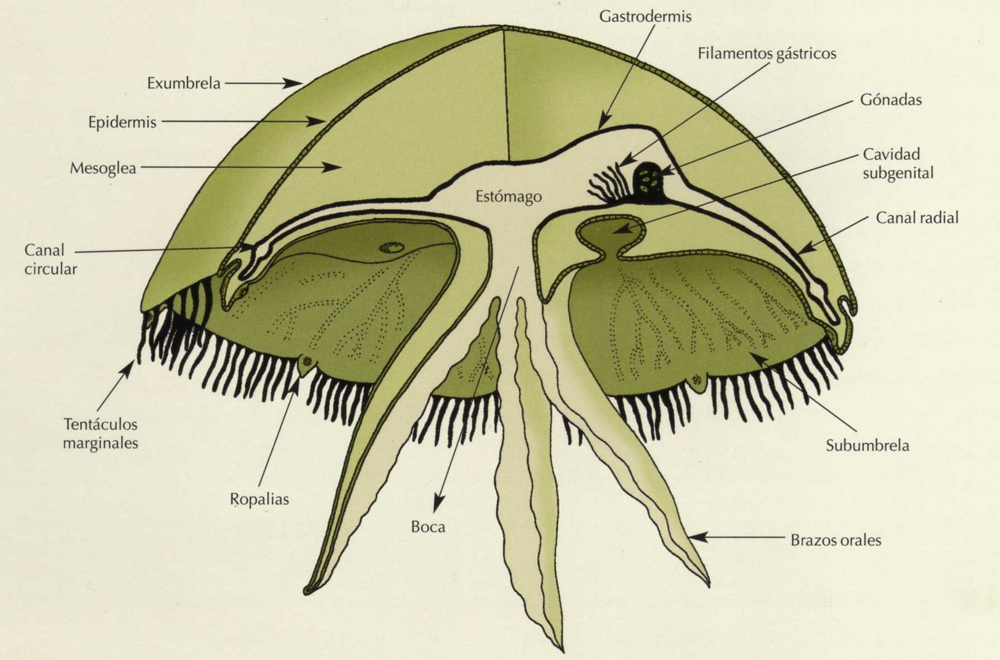 Gastrodermis
Filamentos gástricos
Exumbrela
Gónadas
Epidermis
Cavidad
subgenital
Mesoglea
Estómago
Canal radial
Canal
circular
Tentáculos
marginales
Subumbrela
Ropalias
Boca
Brazos orales